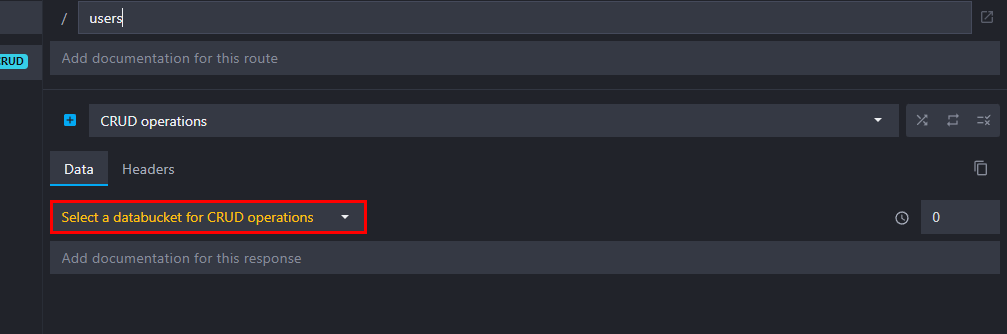 / users
Add documentation for this route
CRUD
CRUD operations
Data Headers
Select a databucket for CRUD operations 0
Add documentation for this response